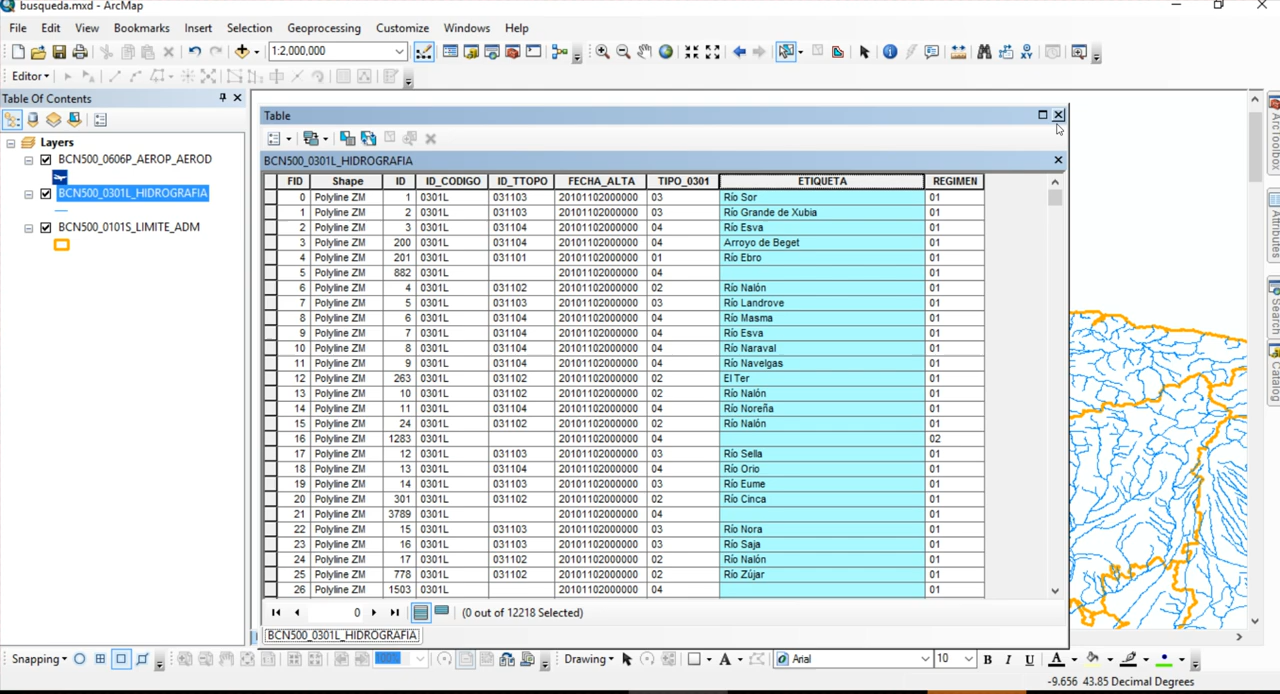 busqueda.mxd - ArcMap
File Edit View Bookmarks Insert Selection Geoprocessing Customize Windows Help
1:2,000,000
Editor
Table Of Contents
Layers
BCN500_0606P_AEROP_AEROD
BCN500_0301L_HIDROGRAFIA
BCN500_0101S_LIMITE_ADM
Table
BCN500_0301L_HIDROGRAFIA
FID Shape ID ID_CODIGO ID_TTOPO FECHA_ALTA TIPO_0301 ETIQUETA REGIMEN
0 Polyline ZM 1 0301L 031103 20101102000000 03 Río Sor 01
1 Polyline ZM 2 0301L 031103 20101102000000 03 Río Grande de Xubia 01
2 Polyline ZM 3 0301L 031104 20101102000000 04 Río Esva 01
3 Polyline ZM 200 0301L 031104 20101102000000 04 Arroyo de Beget 01
4 Polyline ZM 201 0301L 031101 20101102000000 01 Río Ebro 01
5 Polyline ZM 882 0301L 20101102000000 04 01
6 Polyline ZM 4 0301L 031102 20101102000000 02 Río Nalón 01
7 Polyline ZM 5 0301L 031103 20101102000000 03 Río Landrove 01
8 Polyline ZM 6 0301L 031104 20101102000000 04 Río Masma 01
9 Polyline ZM 7 0301L 031104 20101102000000 04 Río Esva 01
10 Polyline ZM 8 0301L 031104 20101102000000 04 Río Naraval 01
11 Polyline ZM 9 0301L 031104 20101102000000 04 Río Navelgas 01
12 Polyline ZM 263 0301L 031102 20101102000000 02 El Ter 01
13 Polyline ZM 10 0301L 031102 20101102000000 02 Río Nalón 01
14 Polyline ZM 11 0301L 031104 20101102000000 04 Río Noreña 01
15 Polyline ZM 24 0301L 031102 20101102000000 02 Río Nalón 01
16 Polyline ZM 1283 0301L 20101102000000 04 02
17 Polyline ZM 12 0301L 031103 20101102000000 03 Río Sella 01
18 Polyline ZM 13 0301L 031104 20101102000000 04 Río Orio 01
19 Polyline ZM 14 0301L 031103 20101102000000 03 Río Eume 01
20 Polyline ZM 301 0301L 031102 20101102000000 02 Río Cinca 01
21 Polyline ZM 3789 0301L 20101102000000 04 01
22 Polyline ZM 15 0301L 031103 20101102000000 03 Río Nora 01
23 Polyline ZM 16 0301L 031103 20101102000000 03 Río Saja 01
24 Polyline ZM 17 0301L 031102 20101102000000 02 Río Nalón 01
25 Polyline ZM 778 0301L 031102 20101102000000 02 Río Zújar 01
26 Polyline ZM 1503 0301L 20101102000000 04 01
0 (0 out of 12218 Selected)
BCN500_0301L_HIDROGRAFIA
ArcToolbox
Attributes
Search
Catalog
Snapping 100% Drawing Arial 10 B I U A
-9.656 43.85 Decimal Degrees